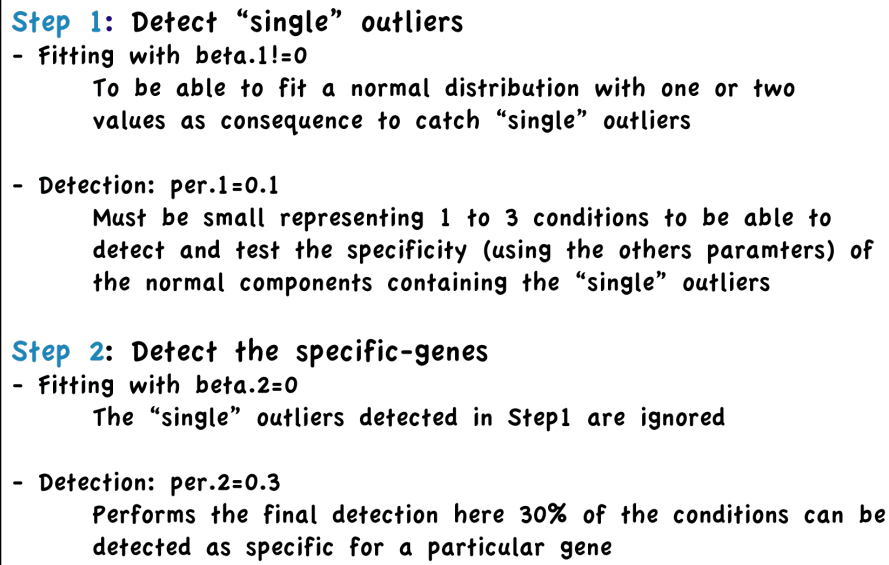 Step 1: Detect “single” outliers
- Fitting with beta.1!=0
To be able to fit a normal distribution with one or two
values as consequence to catch “single” outliers
- Detection: per.1=0.1
Must be small representing 1 to 3 conditions to be able to
detect and test the specificity (using the others paramters) of
the normal components containing the “single” outliers
Step 2: Detect the specific-genes
- Fitting with beta.2=0
The “single” outliers detected in Step1 are ignored
- Detection: per.2=0.3
Performs the final detection here 30% of the conditions can be
detected as specific for a particular gene